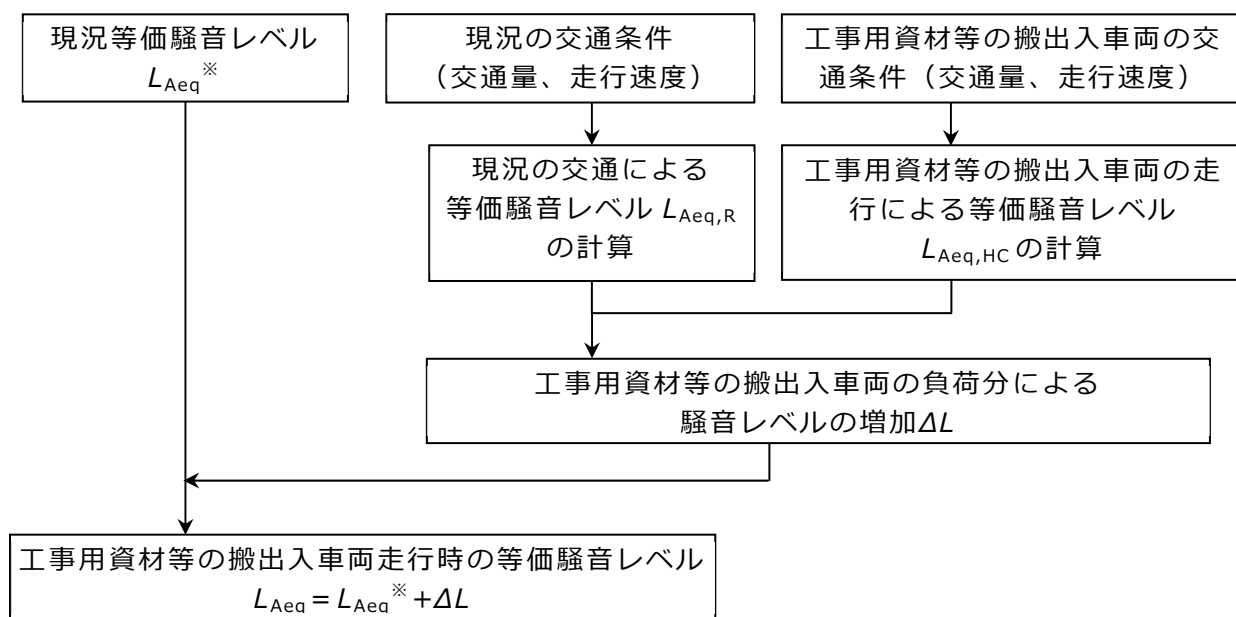 現況等価騒音レベル
LAeq※
現況の交通条件
（交通量、走行速度）
工事用資材等の搬出入車両の交
通条件（交通量、走行速度）
現況の交通による
等価騒音レベル LAeq,R
の計算
工事用資材等の搬出入車両の走
行による等価騒音レベル
LAeq,HC の計算
工事用資材等の搬出入車両の負荷分による
騒音レベルの増加ΔL
工事用資材等の搬出入車両走行時の等価騒音レベル
LAeq = LAeq※+ΔL